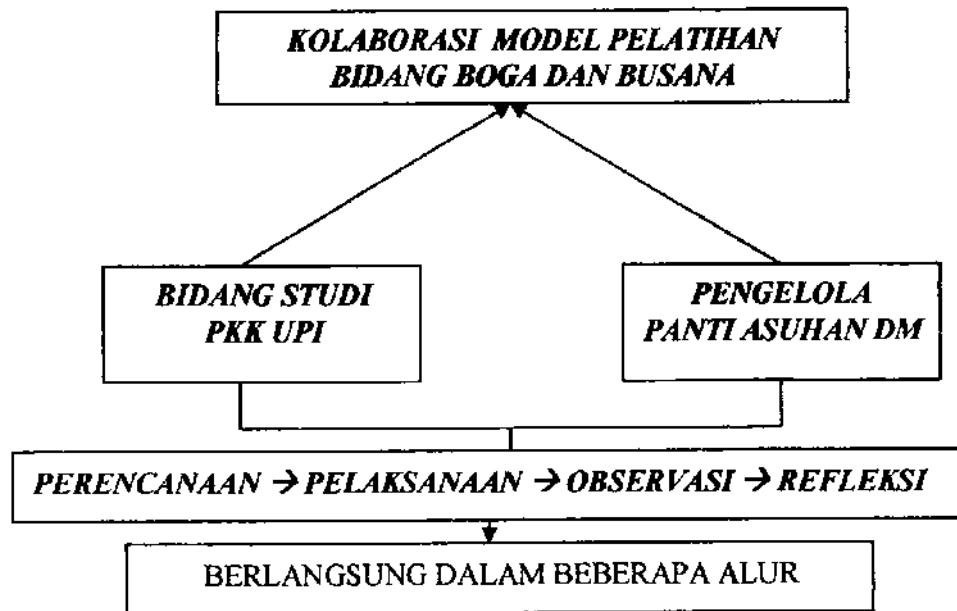 KOLABORASI MODEL PELATIHAN
BIDANG BOGA DAN BUSANA
BIDANG STUDI
PKK UPI
PENGELOLA
PANTI ASUHAN DM
PERENCANAAN → PELAKSANAAN → OBSERVASI → REFLEKSI
BERLANGSUNG DALAM BEBERAPA ALUR